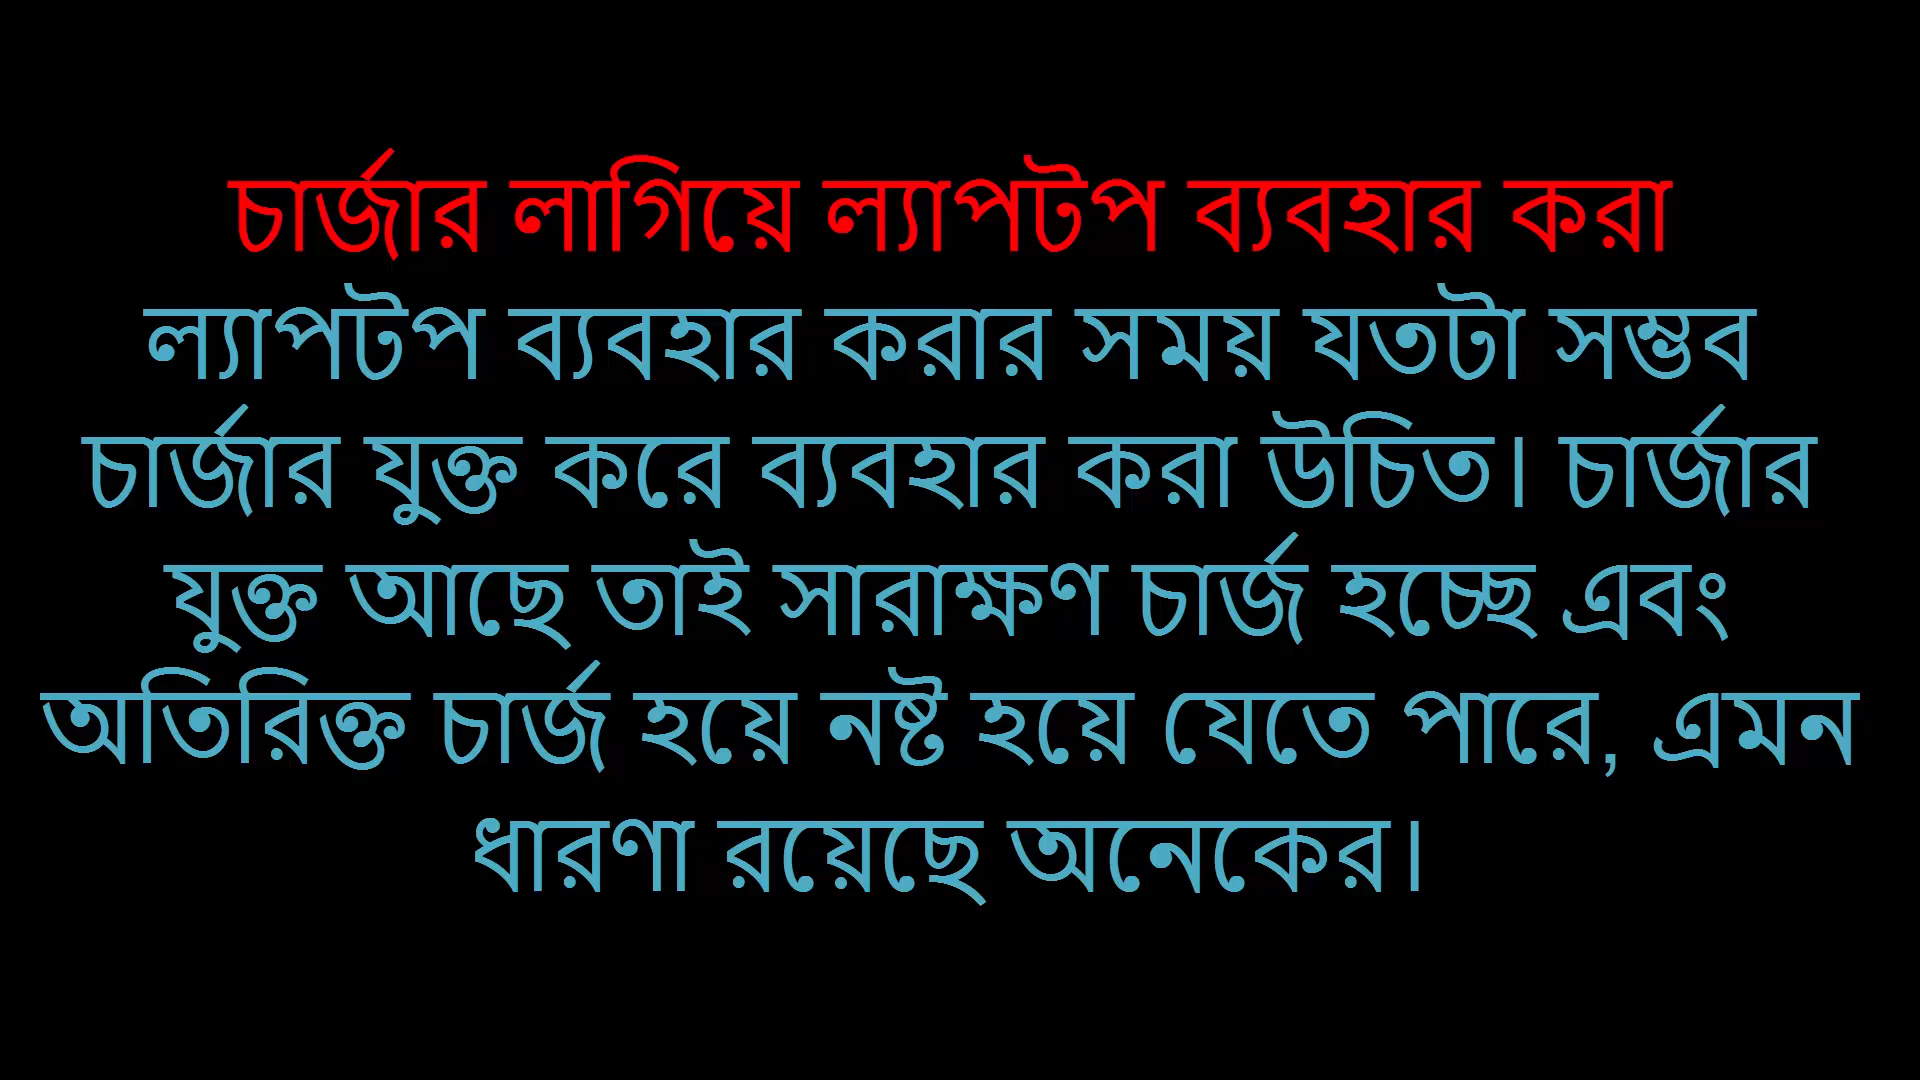 চার্জার লাগিয়ে ল্যাপটপ ব্যবহার করা
ল্যাপটপ ব্যবহার করার সময় যতটা সম্ভব
চার্জার যুক্ত করে ব্যবহার করা উচিত। চার্জার
যুক্ত আছে তাই সারাক্ষণ চার্জ হচ্ছে এবং
অতিরিক্ত চার্জ হয়ে নষ্ট হয়ে যেতে পারে, এমন
ধারণা রয়েছে অনেকের।